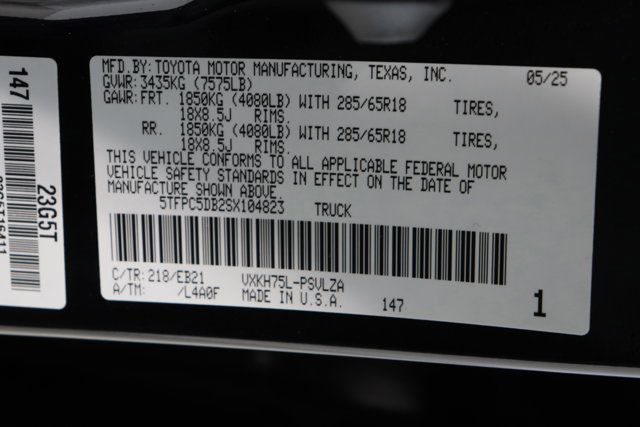 MFD.BY: TOYOTA MOTOR MANUFACTURING, TEXAS, INC. 05/25
GVWR: 3435KG (7575LB)
GAWR: FRT. 1850KG (4080LB) WITH 285/65R18 TIRES,
18X8.5J RIMS.
RR. 1850KG (4080LB) WITH 285/65R18 TIRES,
18X8.5J RIMS.
THIS VEHICLE CONFORMS TO ALL APPLICABLE FEDERAL MOTOR
VEHICLE SAFETY STANDARDS IN EFFECT ON THE DATE OF
MANUFACTURE SHOWN ABOVE.
5TFPC5DB2SX104823 TRUCK
C/TR: 218/EB21 VXKH75L-PSVLZA
A/TM: /L4A0F MADE IN U.S.A. 147 1
147
23G5T